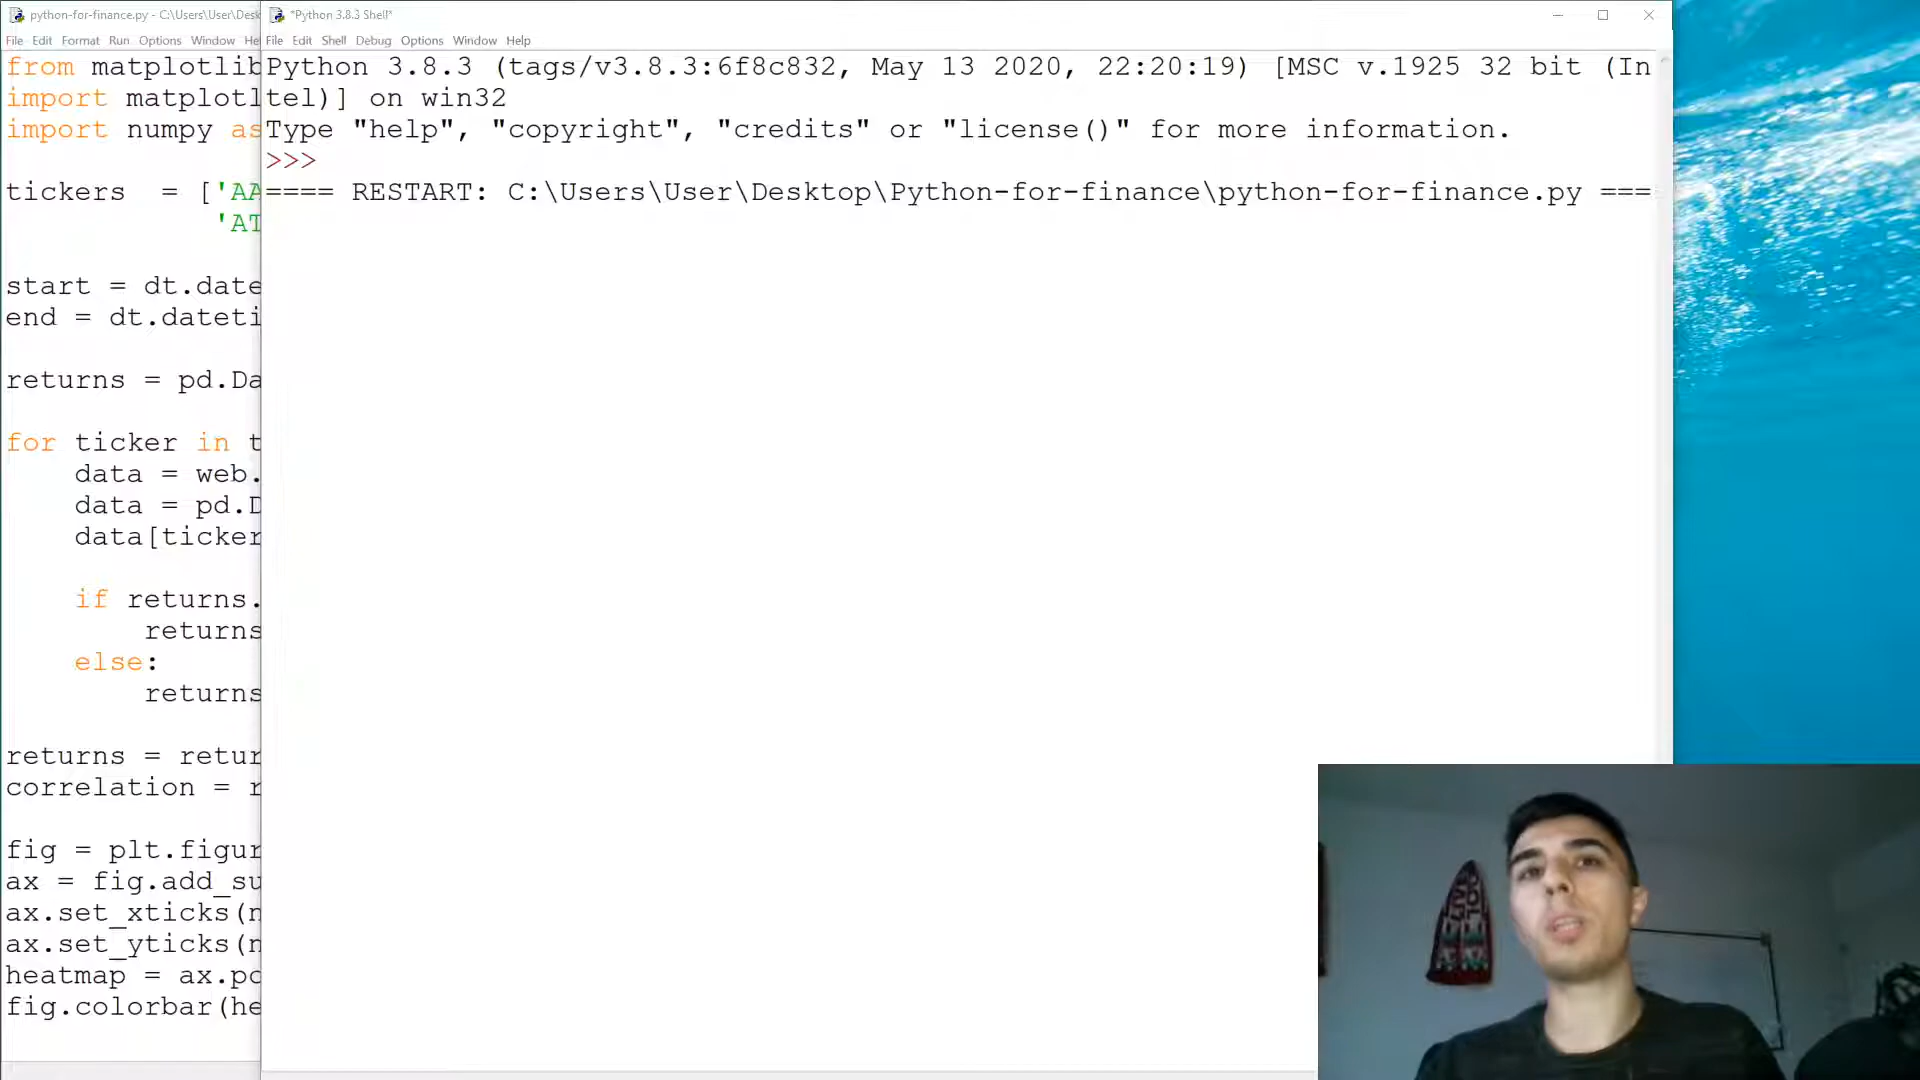 python-for-finance.py - C:\Users\User\Desk
File Edit Format Run Options Window He
from matplotlib
import matplotl
import numpy as
tickers = ['AA
'AT
start = dt.date
end = dt.dateti
returns = pd.Da
for ticker in t
data = web.
data = pd.D
data[ticker
if returns.
returns
else:
returns
returns = retur
correlation = r
fig = plt.figur
ax = fig.add_su
ax.set_xticks(n
ax.set_yticks(n
heatmap = ax.pc
fig.colorbar(he
*Python 3.8.3 Shell*
File Edit Shell Debug Options Window Help
Python 3.8.3 (tags/v3.8.3:6f8c832, May 13 2020, 22:20:19) [MSC v.1925 32 bit (In
tel)] on win32
Type "help", "copyright", "credits" or "license()" for more information.
>>>
==== RESTART: C:\Users\User\Desktop\Python-for-finance\python-for-finance.py ===